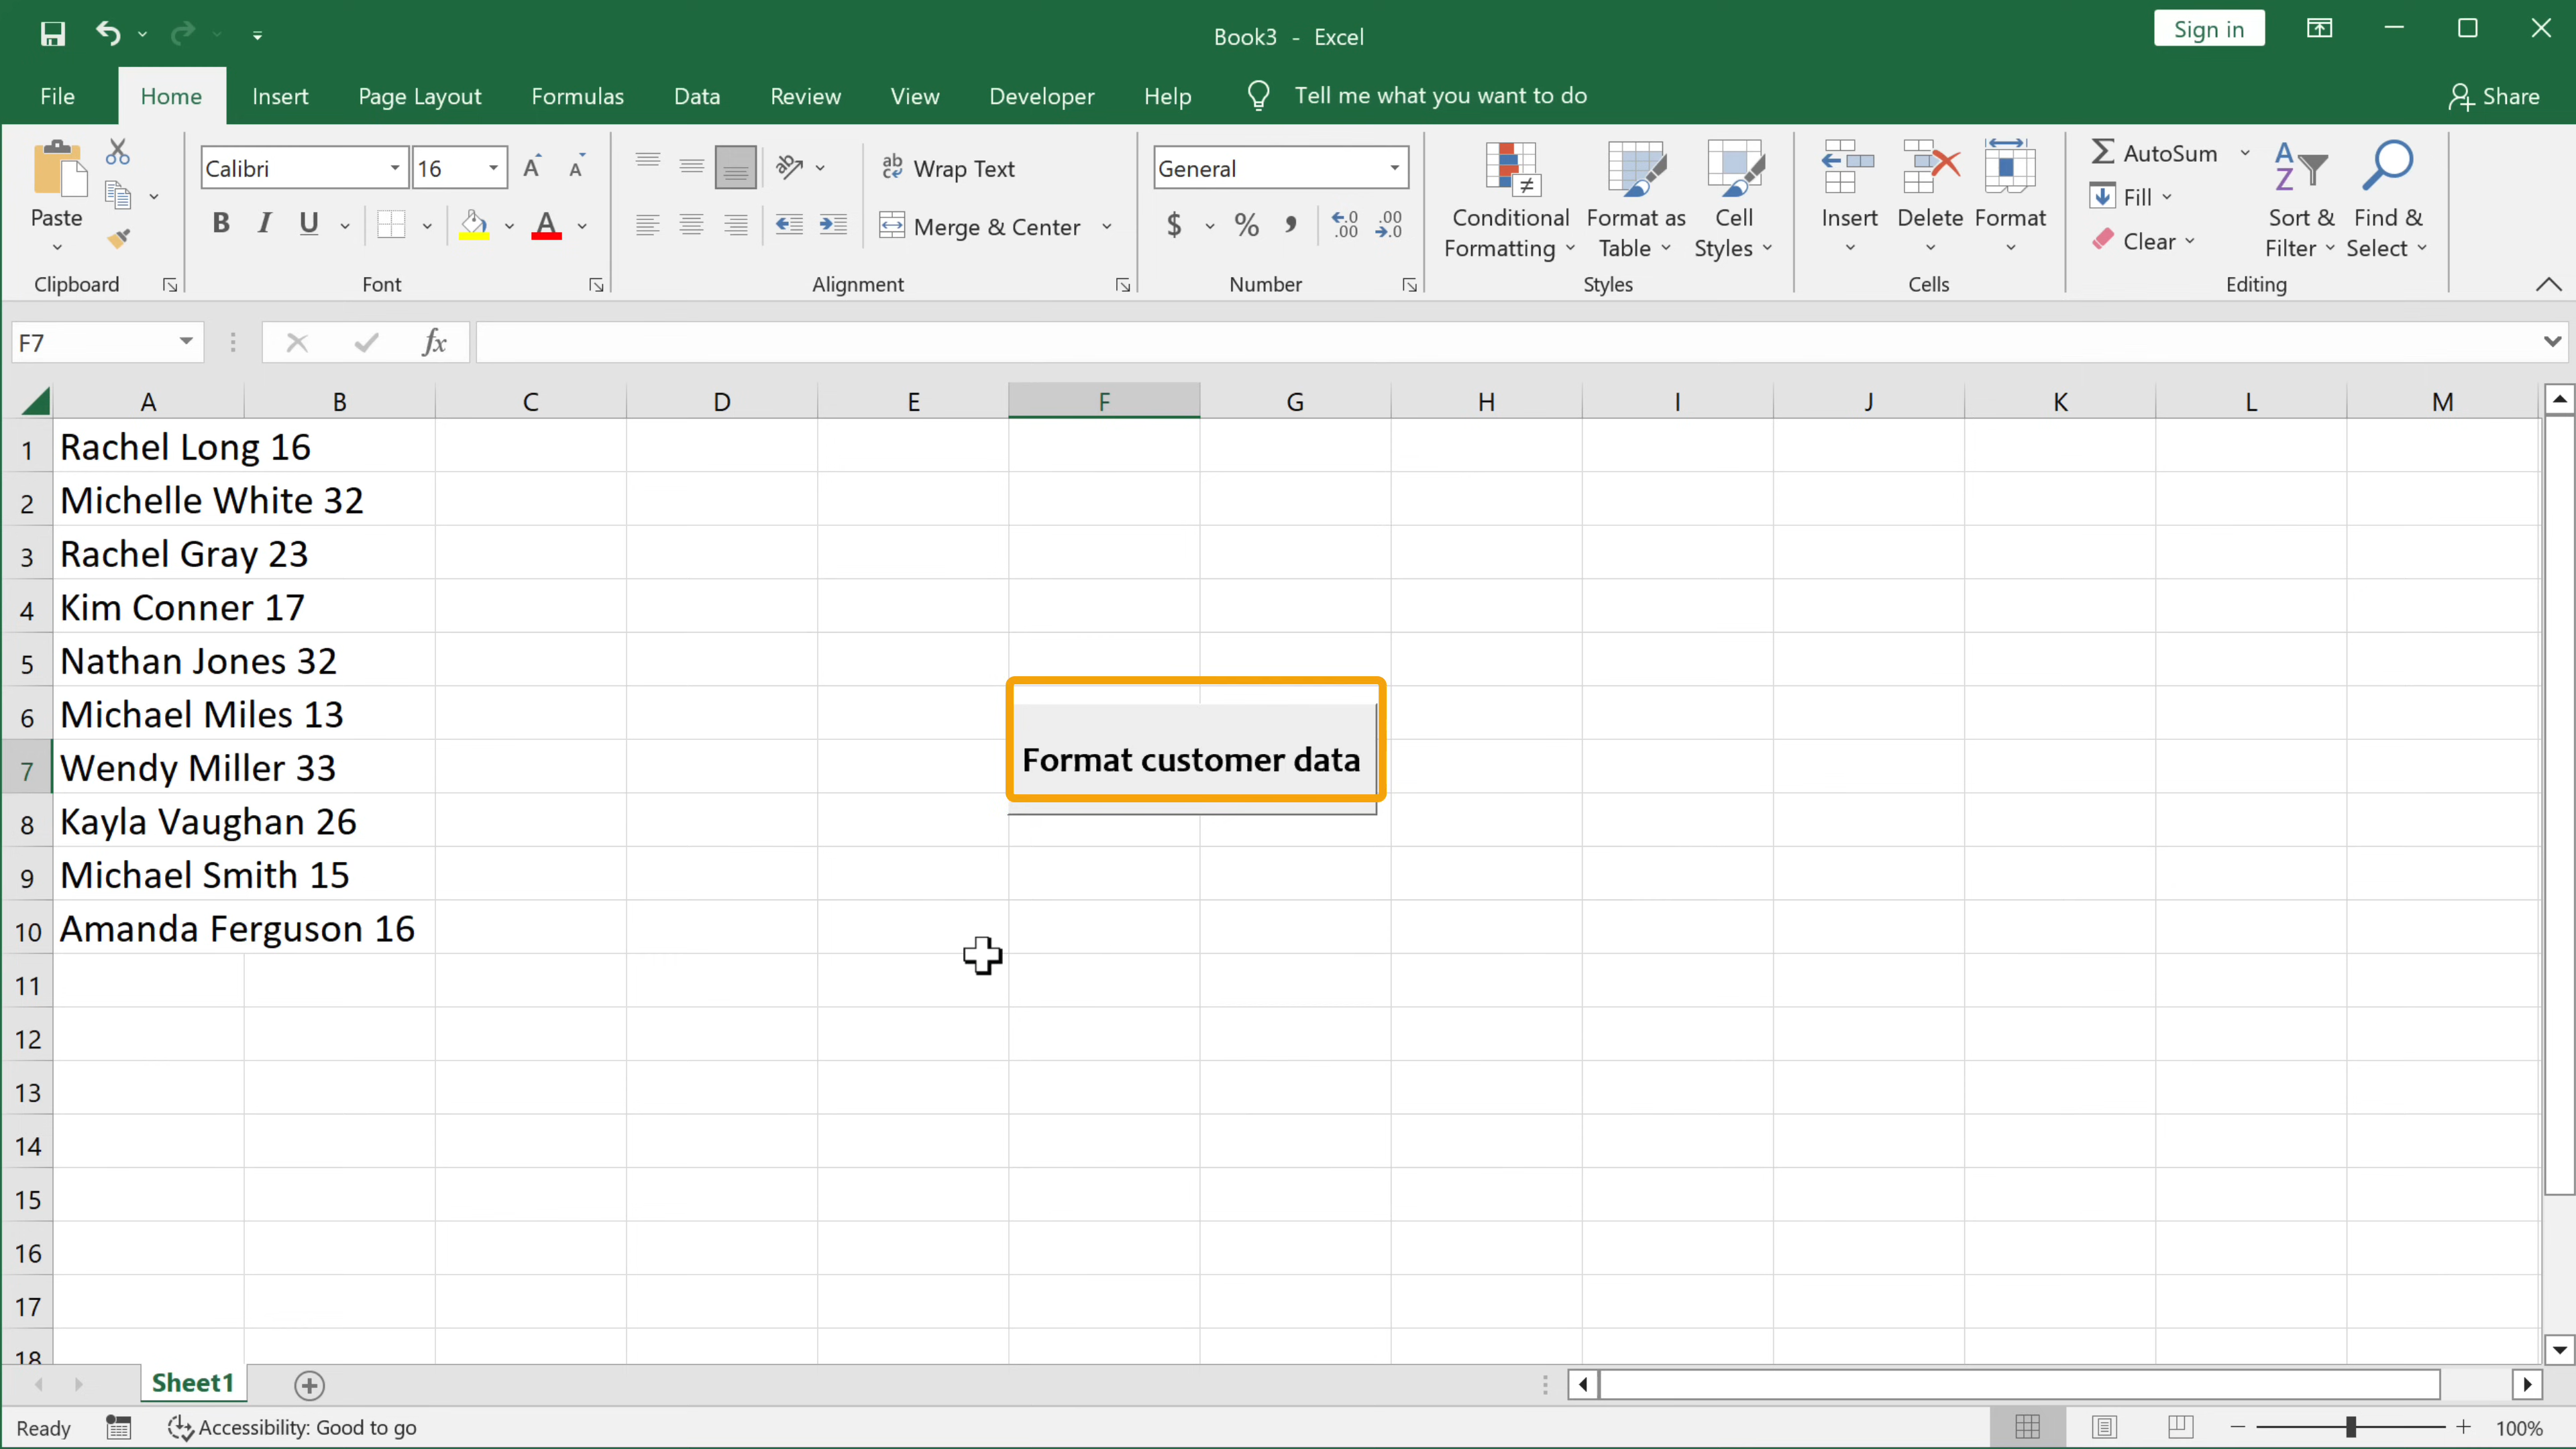 Book3 - Excel
Sign in
File Home Insert Page Layout Formulas Data Review View Developer Help Tell me what you want to do Share
Paste
Clipboard
Calibri 16
B I U
Font
Wrap Text
Merge & Center
Alignment
General
$ % 9
Number
Conditional Formatting
Format as Table
Cell Styles
Styles
Insert Delete Format
Cells
AutoSum
Fill
Clear
Sort & Filter
Find & Select
Editing
F7 fx
A B C D E F G H I J K L M
1 Rachel Long 16
2 Michelle White 32
3 Rachel Gray 23
4 Kim Conner 17
5 Nathan Jones 32
6 Michael Miles 13
7 Wendy Miller 33
Format customer data
8 Kayla Vaughan 26
9 Michael Smith 15
10 Amanda Ferguson 16
11
12
13
14
15
16
17
18
Sheet1
Ready Accessibility: Good to go 100%